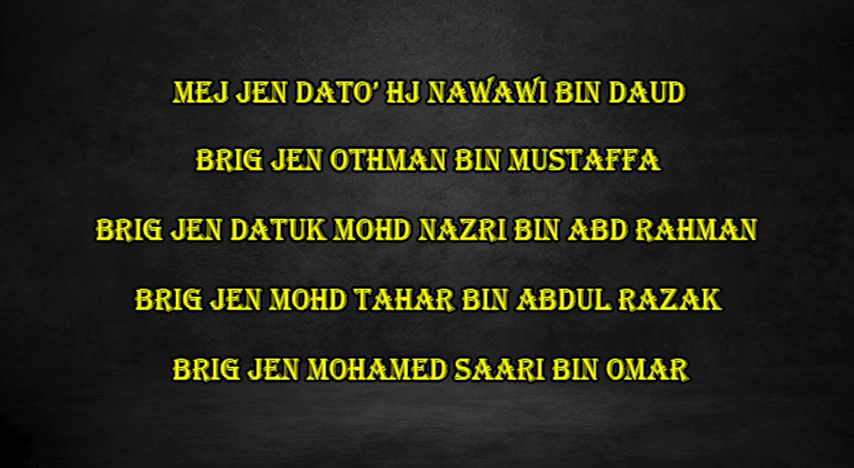 MEJ JEN DATO' HJ NAWAWI BIN DAUD
BRIG JEN OTHMAN BIN MUSTAFFA
BRIG JEN DATUK MOHD NAZRI BIN ABD RAHMAN
BRIG JEN MOHD TAHAR BIN ABDUL RAZAK
BRIG JEN MOHAMED SAARI BIN OMAR